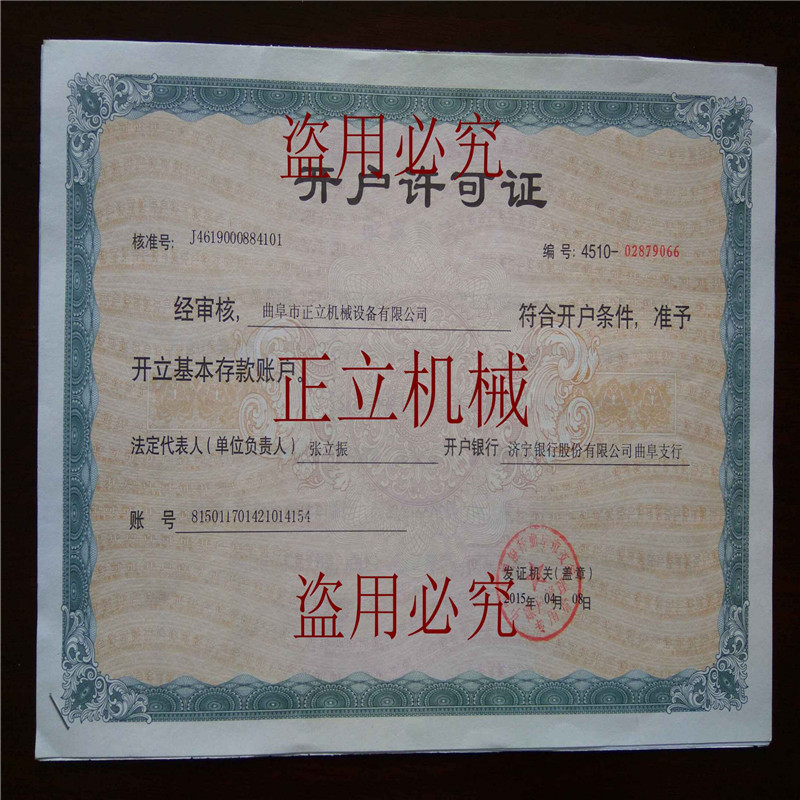 盗用必究
开户许可证
核准号: J4619000884101
编号: 4510-02879066
经审核, 曲阜市正立机械设备有限公司 符合开户条件, 准予
开立基本存款账户。
正立机械
法定代表人(单位负责人) 张立振 开户银行 济宁银行股份有限公司曲阜支行
账 号 815011701421014154
发证机关(盖章)
2015年 04月 08日
盗用必究